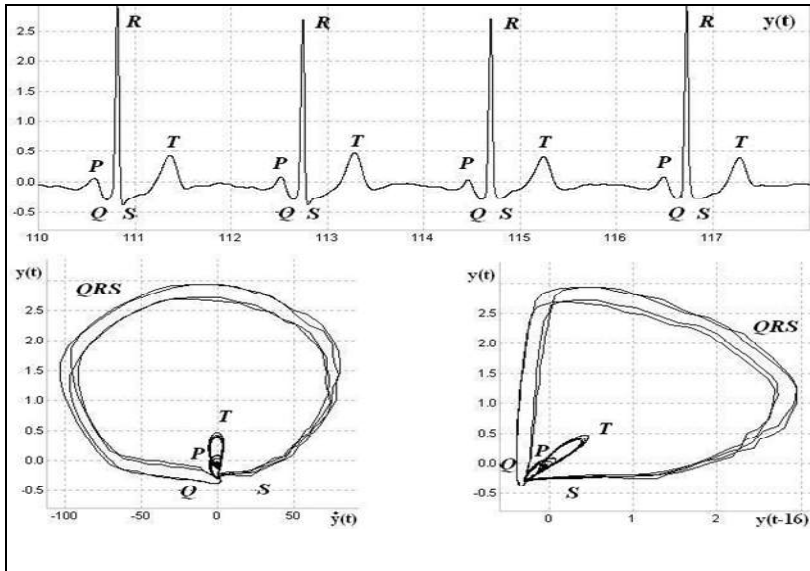 R R R R y(t)
2.5
2.0
1.5
1.0
T T T T
0.5
P P P P
0.0
Q S Q S Q S Q S
-0.5
110 111 112 113 114 115 116 117
y(t)
QRS
2.5
2.0
1.5
1.0
0.5
T
P
0.0
-0.5
Q S
-100 -50 0 50 ẏ(t)
y(t)
2.5
QRS
2.0
1.5
1.0
0.5
T
P
0.0
Q
-0.5
S
0 1 2 y(t-16)